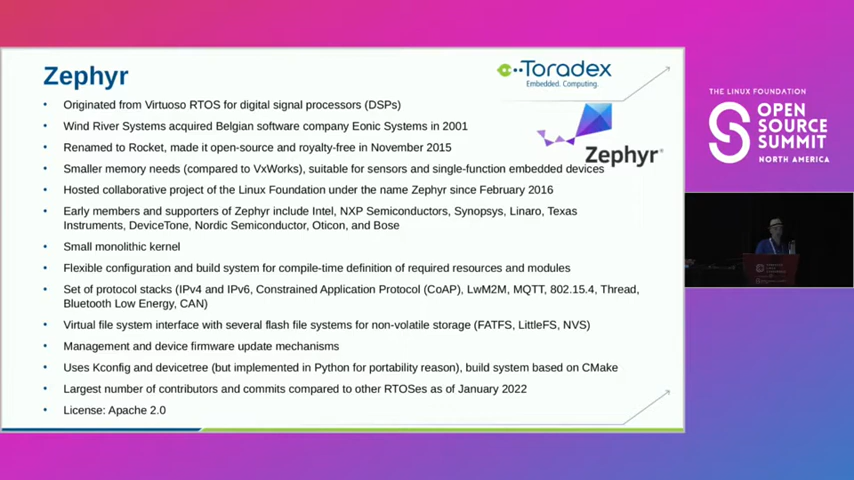 Zephyr
Toradex
Embedded. Computing.
• Originated from Virtuoso RTOS for digital signal processors (DSPs)
• Wind River Systems acquired Belgian software company Eonic Systems in 2001
• Renamed to Rocket, made it open-source and royalty-free in November 2015
Zephyr®
• Smaller memory needs (compared to VxWorks), suitable for sensors and single-function embedded devices
• Hosted collaborative project of the Linux Foundation under the name Zephyr since February 2016
• Early members and supporters of Zephyr include Intel, NXP Semiconductors, Synopsys, Linaro, Texas
Instruments, DeviceTone, Nordic Semiconductor, Oticon, and Bose
• Small monolithic kernel
• Flexible configuration and build system for compile-time definition of required resources and modules
• Set of protocol stacks (IPv4 and IPv6, Constrained Application Protocol (CoAP), LwM2M, MQTT, 802.15.4, Thread,
Bluetooth Low Energy, CAN)
• Virtual file system interface with several flash file systems for non-volatile storage (FATFS, LittleFS, NVS)
• Management and device firmware update mechanisms
• Uses Kconfig and devicetree (but implemented in Python for portability reason), build system based on CMake
• Largest number of contributors and commits compared to other RTOSes as of January 2022
• License: Apache 2.0
THE LINUX FOUNDATION
OPEN
SOURCE
SUMMIT
NORTH AMERICA